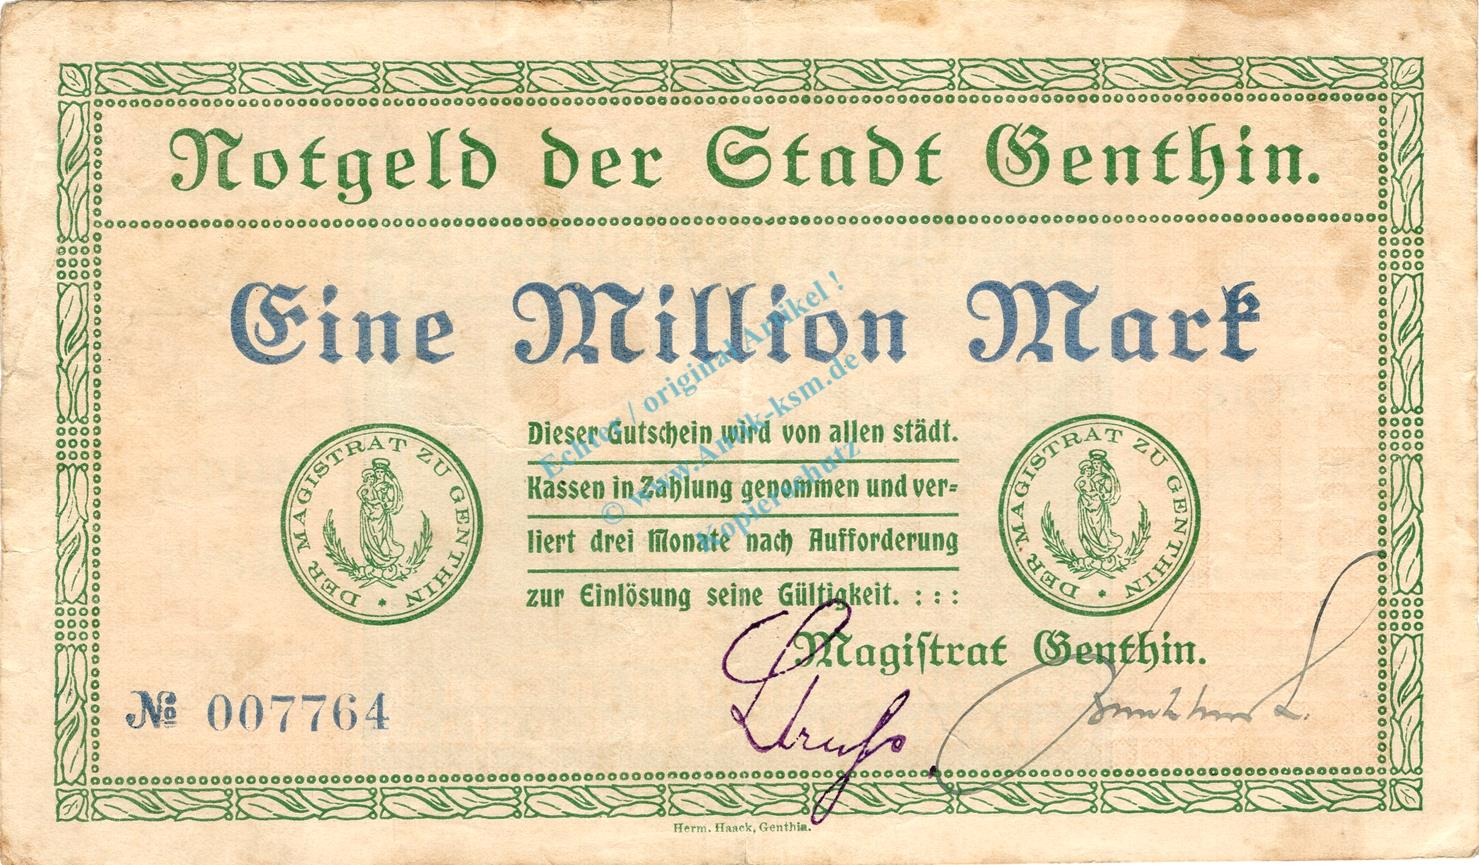 Notgeld der Stadt Genthin.
Eine Million Mark
Echter / original Antikel !
© www.Antik-ksm.de
Kopierschutz
Dieser Gutschein wird von allen städt.
Kassen in Zahlung genommen und ver=
liert drei Monate nach Aufforderung
zur Einlösung seine Gültigkeit. : : :
DER MAGISTRAT ZU GENTHIN *
DER MAGISTRAT ZU GENTHIN *
Magistrat Genthin.
№ 007764
Herm. Haack, Genthin.